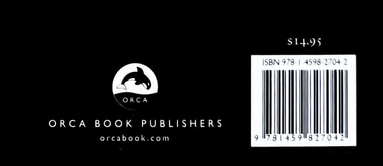 $14.95
ISBN 978-1-4598-2704-2
ORCA
ORCA BOOK PUBLISHERS
orcabook.com
9 781459 827042